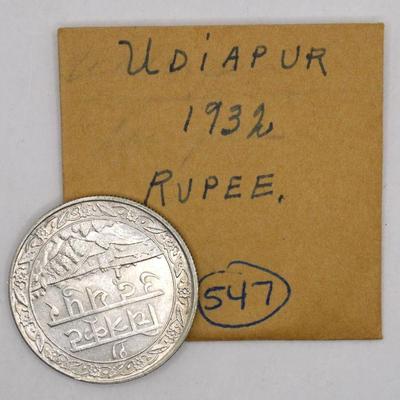 UDIAPUR
1932
RUPEE.
547